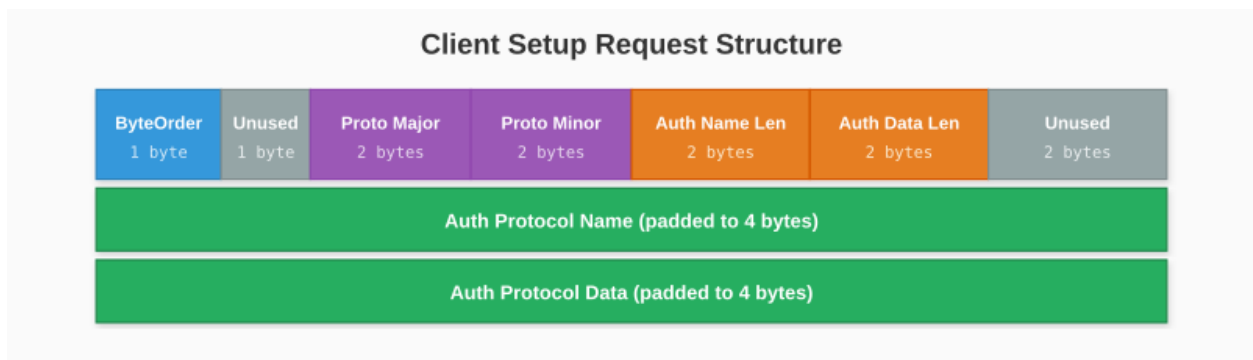 Client Setup Request Structure
ByteOrder Unused Proto Major Proto Minor Auth Name Len Auth Data Len Unused
1 byte 1 byte 2 bytes 2 bytes 2 bytes 2 bytes 2 bytes
Auth Protocol Name (padded to 4 bytes)
Auth Protocol Data (padded to 4 bytes)